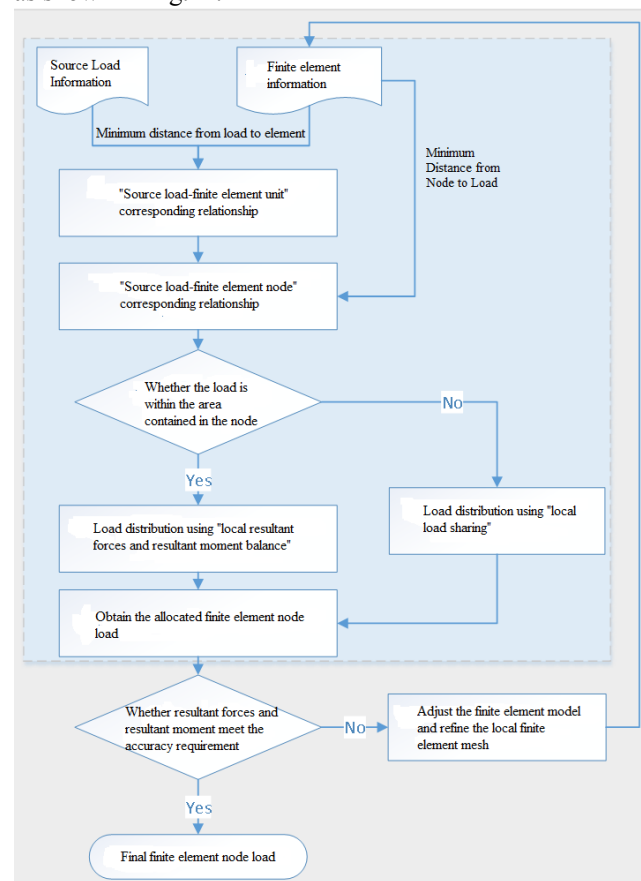 Source Load
Information
Finite element
information
Minimum distance from load to element
Minimum
Distance from
Node to Load
"Source load-finite element unit"
corresponding relationship
"Source load-finite element node"
corresponding relationship
Whether the load is
within the area
contained in the node
No
Yes
Load distribution using "local resultant
forces and resultant moment balance"
Load distribution using "local
load sharing"
Obtain the allocated finite element node
load
Whether resultant forces and
resultant moment meet the
accuracy requirement
No
Adjust the finite element model
and refine the local finite
element mesh
Yes
Final finite element node load